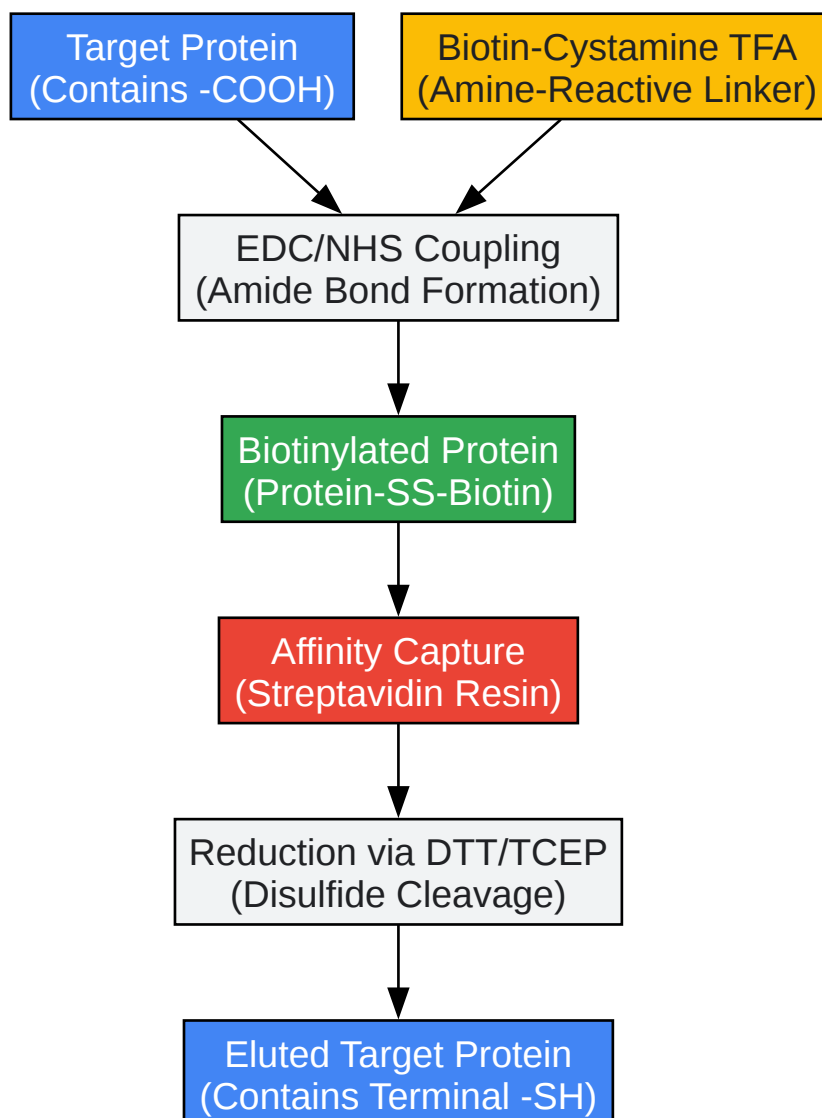 Target Protein
(Contains -COOH)
Biotin-Cystamine TFA
(Amine-Reactive Linker)
EDC/NHS Coupling
(Amide Bond Formation)
Biotinylated Protein
(Protein-SS-Biotin)
Affinity Capture
(Streptavidin Resin)
Reduction via DTT/TCEP
(Disulfide Cleavage)
Eluted Target Protein
(Contains Terminal -SH)